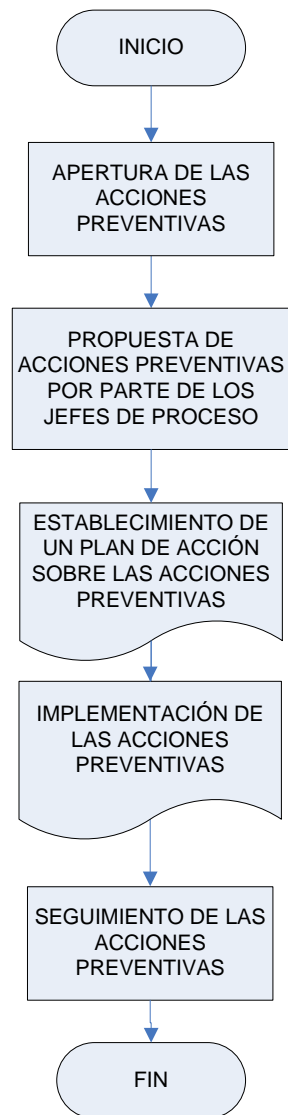 INICIO
APERTURA DE LAS
ACCIONES
PREVENTIVAS
PROPUESTA DE
ACCIONES PREVENTIVAS
POR PARTE DE LOS
JEFES DE PROCESO
ESTABLECIMIENTO DE
UN PLAN DE ACCIÓN
SOBRE LAS ACCIONES
PREVENTIVAS
IMPLEMENTACIÓN DE
LAS ACCIONES
PREVENTIVAS
SEGUIMIENTO DE LAS
ACCIONES
PREVENTIVAS
FIN